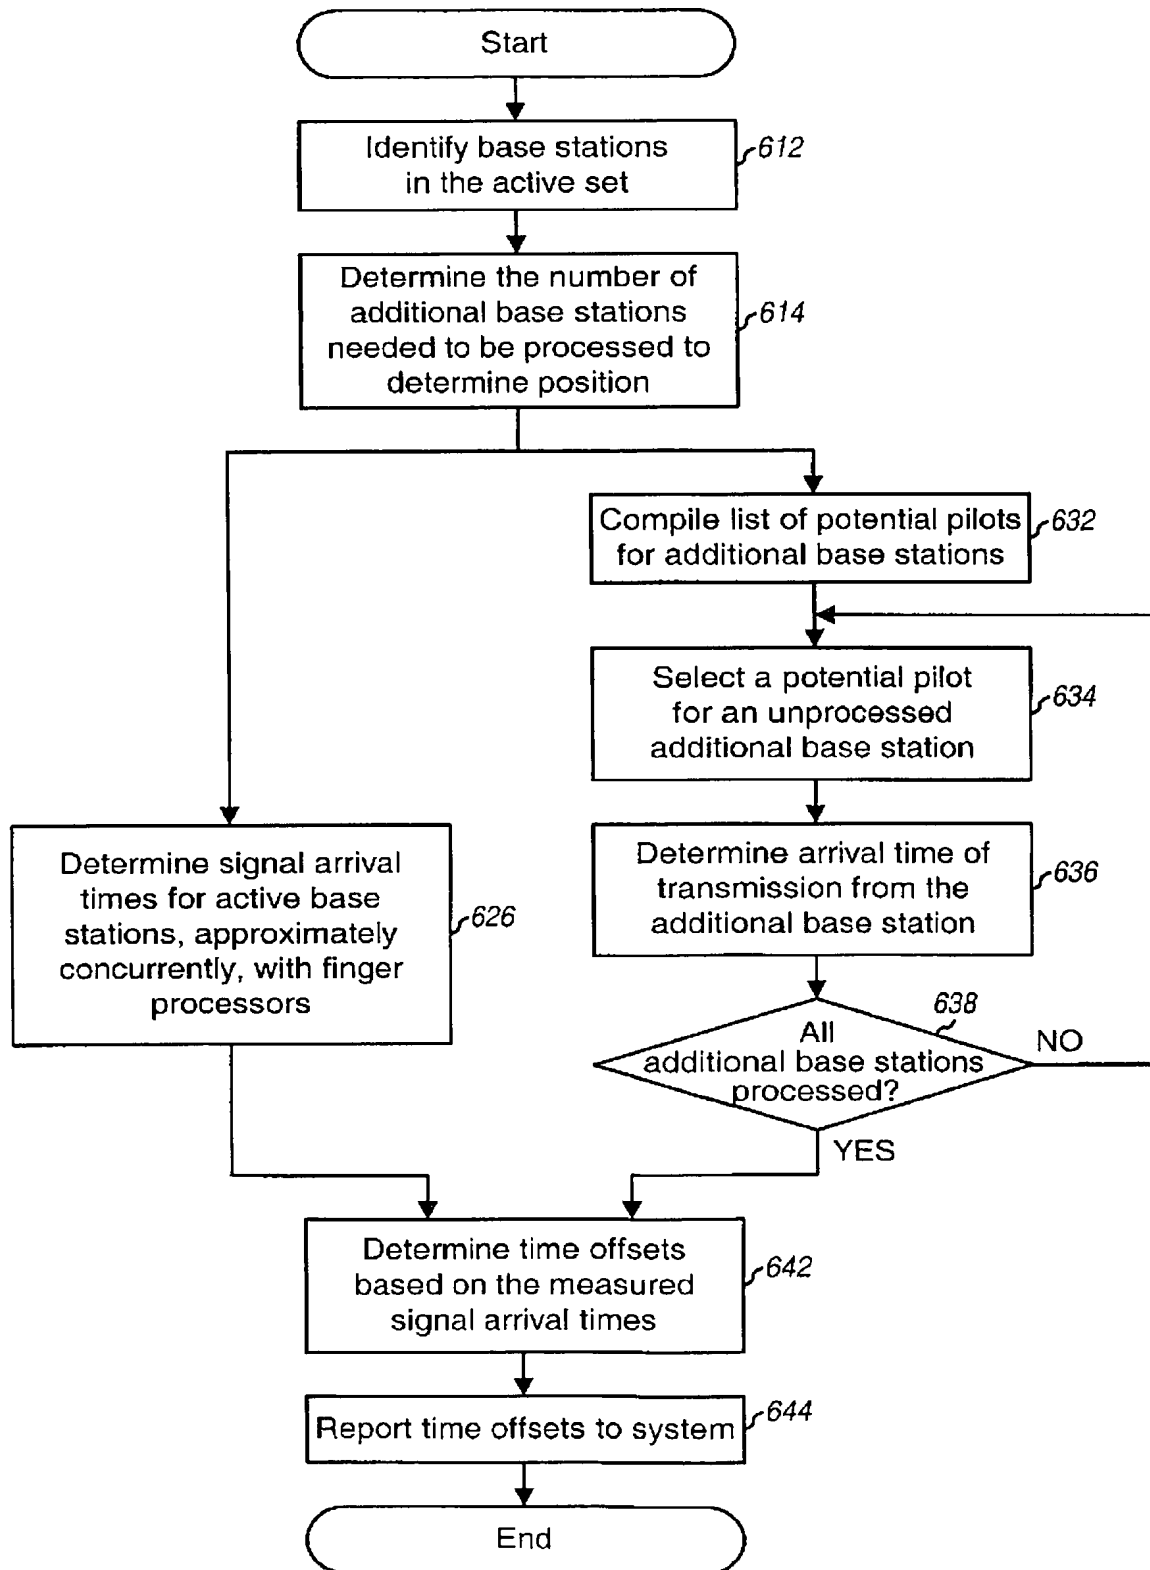 Start
Identify base stations
in the active set
612
Determine the number of
additional base stations
needed to be processed to
determine position
614
Compile list of potential pilots
for additional base stations
632
Select a potential pilot
for an unprocessed
additional base station
634
Determine signal arrival
times for active base
stations, approximately
concurrently, with finger
processors
626
Determine arrival time of
transmission from the
additional base station
636
All
additional base stations
processed?
638
NO
YES
Determine time offsets
based on the measured
signal arrival times
642
Report time offsets to system
644
End